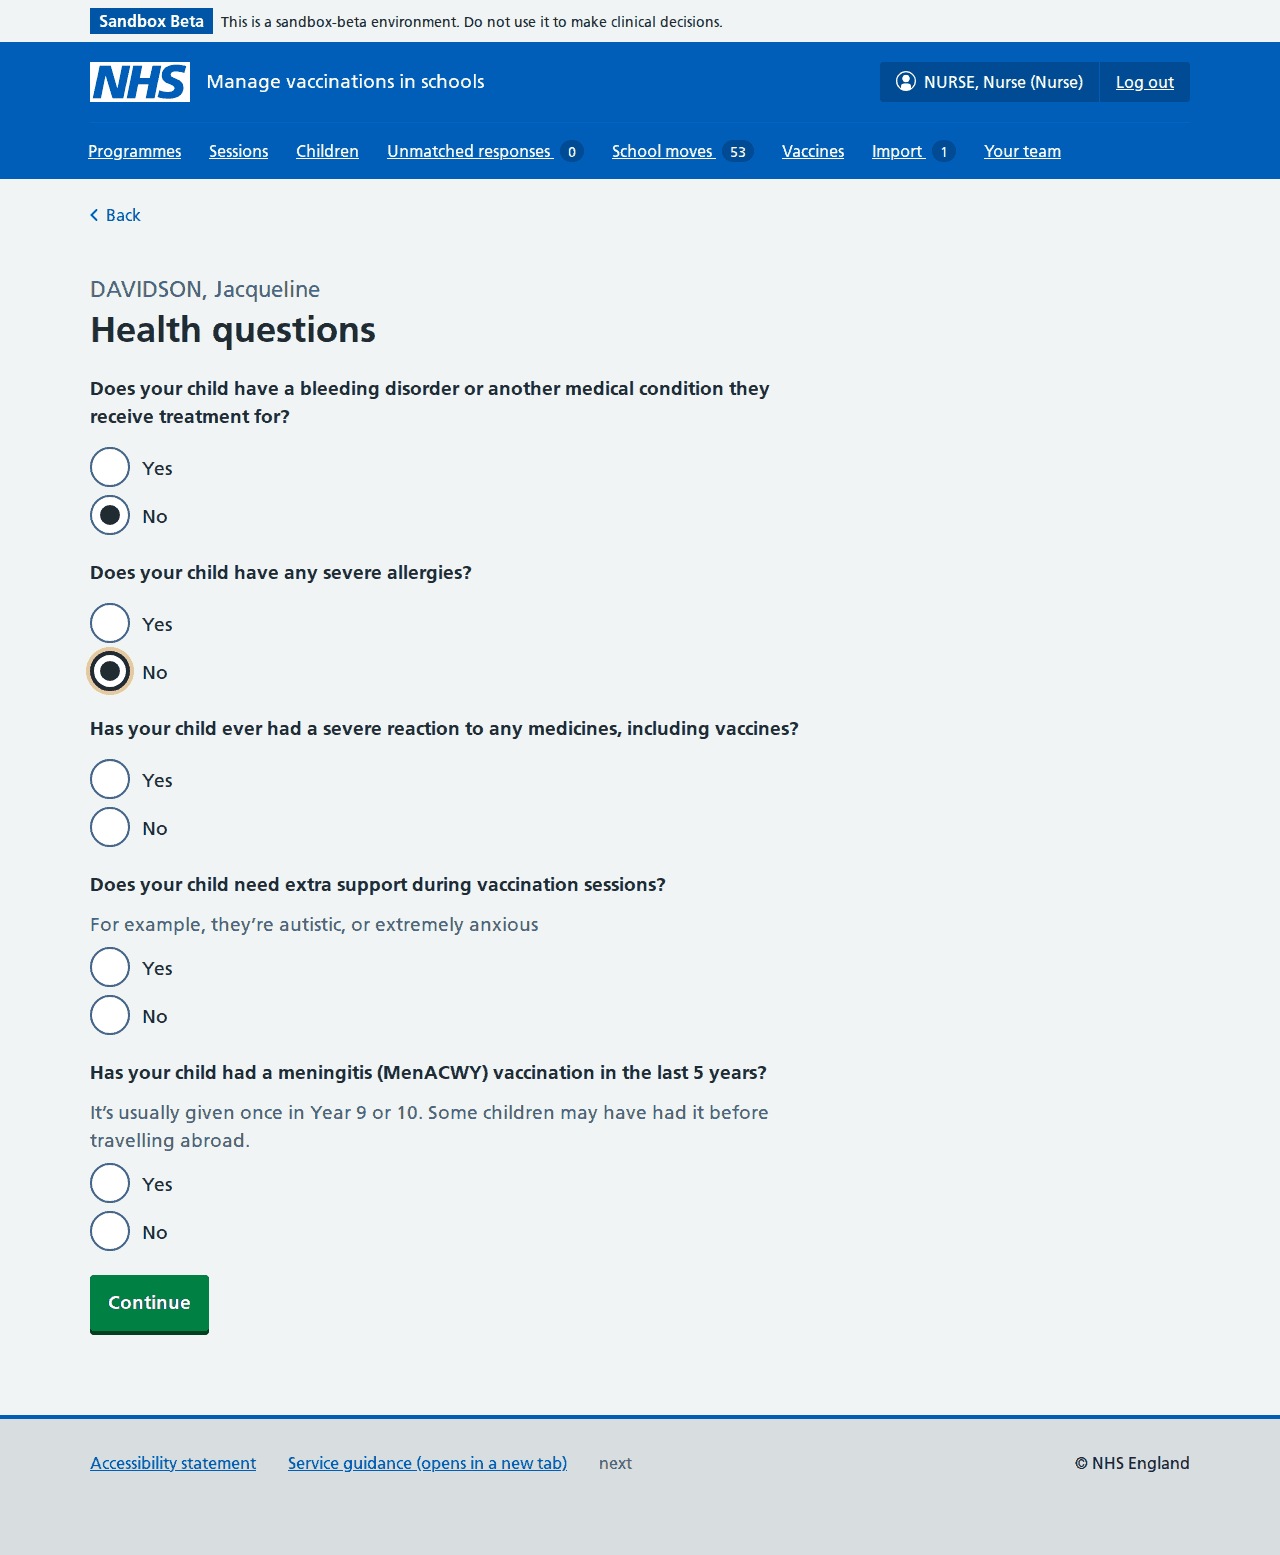 Sandbox Beta This is a sandbox-beta environment. Do not use it to make clinical decisions.
NHS Manage vaccinations in schools NURSE, Nurse (Nurse) Log out
Programmes Sessions Children Unmatched responses 0 School moves 53 Vaccines Import 1 Your team
Back
DAVIDSON, Jacqueline
Health questions
Does your child have a bleeding disorder or another medical condition they
receive treatment for?
Yes
No
Does your child have any severe allergies?
Yes
No
Has your child ever had a severe reaction to any medicines, including vaccines?
Yes
No
Does your child need extra support during vaccination sessions?
For example, they’re autistic, or extremely anxious
Yes
No
Has your child had a meningitis (MenACWY) vaccination in the last 5 years?
It’s usually given once in Year 9 or 10. Some children may have had it before
travelling abroad.
Yes
No
Continue
Accessibility statement Service guidance (opens in a new tab) next © NHS England